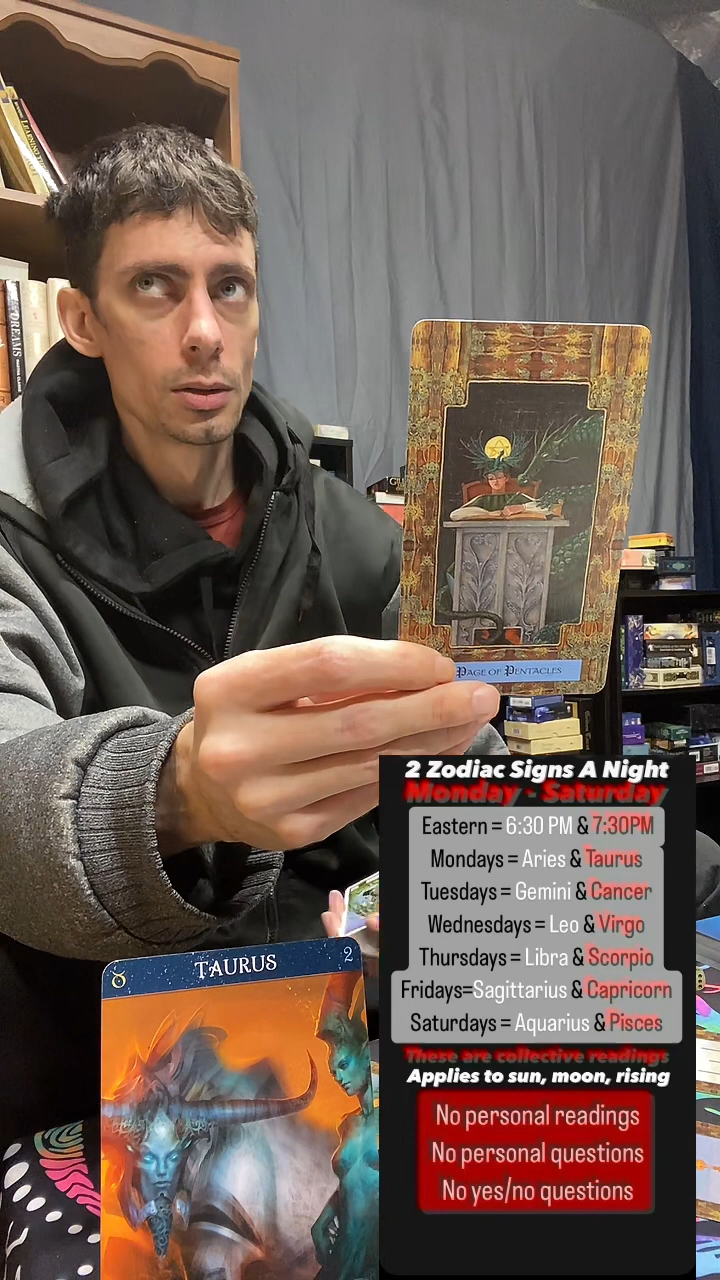 LEARNING
DREAMS
PAGE OF PENTACLES
2 Zodiac Signs A Night
Monday - Saturday
Eastern = 6:30 PM & 7:30PM
Mondays = Aries & Taurus
Tuesdays = Gemini & Cancer
Wednesdays = Leo & Virgo
Thursdays = Libra & Scorpio
Fridays=Sagittarius & Capricorn
Saturdays = Aquarius & Pisces
These are collective readings
Applies to sun, moon, rising
No personal readings
No personal questions
No yes/no questions
♉ TAURUS 2